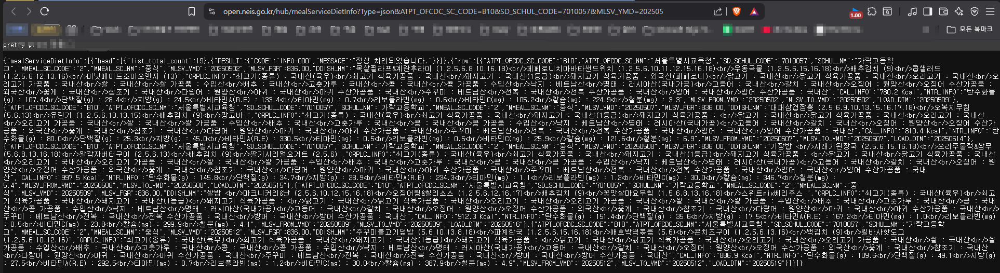 open.neis.go.kr/hub/mealServiceDietInfo?Type=json&ATPT_OFCDC_SC_CODE=B10&SD_SCHUL_CODE=7010057&MLSV_YMD=202505
1.00
모든 북마크
pretty p
{"mealServiceDietInfo":[{"head":[{"list_total_count":19},{"RESULT":{"CODE":"INFO-000","MESSAGE":"정상 처리되었습니다."}}]},{"row":[{"ATPT_OFCDC_SC_CODE":"B10","ATPT_OFCDC_SC_NM":"서울특별시교육청","SD_SCHUL_CODE":"7010057","SCHUL_NM":"가락고등학
교","MMEAL_SC_CODE":"2","MMEAL_SC_NM":"중식","MLSV_YMD":"20250502","MLSV_FGR":836.00,"DDISH_NM":"목살필라프&계란후라이 (1.2.5.6.8.10.16.18)<br/>페페로니치아바타샌드위치 (1.2.5.6.10.11.12.15.16.18)<br/>우동국물 (1.2.5.6.15.16.18)<br/>배추김치 (9)<br/>콥샐러드
(1.2.5.6.12.13.16)<br/>미닛메이드조이오렌지 (13)","ORPLC_INFO":"쇠고기(종류) : 국내산(육우)<br/>쇠고기 식육가공품 : 국내산<br/>돼지고기 : 국내산(1등급)<br/>돼지고기 식육가공품 : 외국산(페페로니)<br/>닭고기 : 국내산<br/>닭고기 식육가공품 : 국내산<br/>오리고기 : 국내산<br/>오
리고기 가공품 : 국내산<br/>쌀 : 국내산<br/>쌀 가공품 : 수입산<br/>배추 : 국내산<br/>고춧가루 : 국내산<br/>콩 : 국내산<br/>콩 가공품 : 수입산<br/>낙지 : 베트남산<br/>명태 : 러시아산(국내가공)<br/>고등어 : 국내산<br/>갈치 : 국내산<br/>오징어 : 원양산<br/>오징어 수산가공품 :
외국산<br/>꽃게 : 국내산<br/>참조기 : 국내산<br/>다랑어 : 원양산<br/>아귀 : 국내산<br/>아귀 수산가공품 : 국내산<br/>주꾸미 : 베트남산<br/>전복 : 국내산<br/>전복 수산가공품 : 국내산<br/>방어 : 국내산<br/>방어 수산가공품 : 국내산","CAL_INFO":"780.2 Kcal","NTR_INFO":"탄수화물
(g) : 107.4<br/>단백질(g) : 28.4<br/>지방(g) : 24.5<br/>비타민A(R.E) : 133.4<br/>티아민(mg) : 0.7<br/>리보플라빈(mg) : 0.6<br/>비타민C(mg) : 105.2<br/>칼슘(mg) : 224.9<br/>철분(mg) : 3.3","MLSV_FROM_YMD":"20250502","MLSV_TO_YMD":"20250502","LOAD_DTM":"20250509"},
{"ATPT_OFCDC_SC_CODE":"B10","ATPT_OFCDC_SC_NM":"서울특별시교육청","SD_SCHUL_CODE":"7010057","SCHUL_NM":"가락고등학교","MMEAL_SC_CODE":"2","MMEAL_SC_NM":"중식","MLSV_YMD":"20250507","MLSV_FGR":836.00,"DDISH_NM":"대패삼겹짬뽕 (2.5.6.9.10.13.15.16.17.18)<br/>오복지무침
(5.6.13)<br/>유린기 (1.2.5.6.10.13.15)<br/>배추김치 (9)<br/>망고바 ","ORPLC_INFO":"쇠고기(종류) : 국내산(육우)<br/>쇠고기 식육가공품 : 국내산<br/>돼지고기 : 국내산(1등급)<br/>돼지고기 식육가공품 : <br/>닭고기 : 국내산<br/>닭고기 식육가공품 : 국내산<br/>오리고기 : 국내산
<br/>오리고기 가공품 : 국내산<br/>쌀 : 국내산<br/>쌀 가공품 : 수입산<br/>배추 : 국내산<br/>고춧가루 : 국내산<br/>콩 : 국내산<br/>콩 가공품 : 수입산<br/>낙지 : 베트남산<br/>명태 : 러시아산(국내가공)<br/>고등어 : 국내산<br/>갈치 : 국내산<br/>오징어 : 원양산<br/>오징어 수산가
공품 : 외국산<br/>꽃게 : 국내산<br/>참조기 : 국내산<br/>다랑어 : 원양산<br/>아귀 : 국내산<br/>아귀 수산가공품 : 국내산<br/>주꾸미 : 베트남산<br/>전복 : 국내산<br/>전복 수산가공품 : 국내산<br/>방어 : 국내산<br/>방어 수산가공품 : 국내산","CAL_INFO":"810.4 Kcal","NTR_INFO":"탄
수화물(g) : 80.0<br/>단백질(g) : 25.3<br/>지방(g) : 45.0<br/>비타민A(R.E) : 330.5<br/>티아민(mg) : 0.5<br/>리보플라빈(mg) : 0.5<br/>비타민C(mg) : 25.9<br/>칼슘(mg) : 121.6<br/>철분(mg) : 6.9","MLSV_FROM_YMD":"20250507","MLSV_TO_YMD":"20250507","LOAD_DTM":"20250514"},
{"ATPT_OFCDC_SC_CODE":"B10","ATPT_OFCDC_SC_NM":"서울특별시교육청","SD_SCHUL_CODE":"7010057","SCHUL_NM":"가락고등학교","MMEAL_SC_CODE":"2","MMEAL_SC_NM":"중식","MLSV_YMD":"20250508","MLSV_FGR":836.00,"DDISH_NM":"기장밥 <br/>시래기된장국 (5.6.15.16.18)<br/>오리주물럭&쌈무
(5.6.8.13.16.18)<br/>알감자버터구이 (1.2.5.6.13)<br/>배추김치 (9)<br/>딸기시리얼요거트 (2.5.6)","ORPLC_INFO":"쇠고기(종류) : 국내산(육우)<br/>쇠고기 식육가공품 : 국내산<br/>돼지고기 : 국내산(1등급)<br/>돼지고기 식육가공품 : <br/>닭고기 : 국내산<br/>닭고기 식육가공품 : 국내산
<br/>오리고기 : 국내산<br/>오리고기 가공품 : 국내산<br/>쌀 : 국내산<br/>쌀 가공품 : 수입산<br/>배추 : 국내산<br/>고춧가루 : 국내산<br/>콩 : 국내산<br/>콩 가공품 : 수입산<br/>낙지 : 베트남산<br/>명태 : 러시아산(국내가공)<br/>고등어 : 국내산<br/>갈치 : 국내산<br/>오징어 : 원
양산<br/>오징어 수산가공품 : 외국산<br/>꽃게 : 국내산<br/>참조기 : 국내산<br/>다랑어 : 원양산<br/>아귀 : 국내산<br/>아귀 수산가공품 : 국내산<br/>주꾸미 : 베트남산<br/>전복 : 국내산<br/>전복 수산가공품 : 국내산<br/>방어 : 국내산<br/>방어 수산가공품 : 국내
산","CAL_INFO":"997.5 Kcal","NTR_INFO":"탄수화물(g) : 145.8<br/>단백질(g) : 34.7<br/>지방(g) : 28.9<br/>비타민A(R.E) : 234.3<br/>티아민(mg) : 1.1<br/>리보플라빈(mg) : 1.2<br/>비타민C(mg) : 30.0<br/>칼슘(mg) : 346.7<br/>철분(mg) :
5.4","MLSV_FROM_YMD":"20250508","MLSV_TO_YMD":"20250508","LOAD_DTM":"20250515"},{"ATPT_OFCDC_SC_CODE":"B10","ATPT_OFCDC_SC_NM":"서울특별시교육청","SD_SCHUL_CODE":"7010057","SCHUL_NM":"가락고등학교","MMEAL_SC_CODE":"2","MMEAL_SC_NM":"중
식","MLSV_YMD":"20250509","MLSV_FGR":836.00,"DDISH_NM":"쌀밥 <br/>마크니커리&난 (2.5.6.10.12.15.16.18)<br/>오징어링&칠리소스 (1.2.5.6.12.16.17)<br/>배추김치 (9)<br/>꽃맛살마요무침 (1.5.6.8.13.16.18)<br/>스위트mix베리주스 ","ORPLC_INFO":"쇠고기(종류) : 국내산(육우)<br/>쇠고
기 식육가공품 : 국내산<br/>돼지고기 : 국내산(1등급)<br/>돼지고기 식육가공품 : <br/>닭고기 : 국내산<br/>닭고기 식육가공품 : 국내산<br/>오리고기 : 국내산<br/>오리고기 가공품 : 국내산<br/>쌀 : 국내산<br/>쌀 가공품 : 수입산<br/>배추 : 국내산<br/>고춧가루 : 국내산<br/>콩 : 국내
산<br/>콩 가공품 : 수입산<br/>낙지 : 베트남산<br/>명태 : 러시아산(국내가공)<br/>고등어 : 국내산<br/>갈치 : 국내산<br/>오징어 : 원양산<br/>오징어 수산가공품 : 외국산<br/>꽃게 : 국내산<br/>참조기 : 국내산<br/>다랑어 : 원양산<br/>아귀 : 국내산<br/>아귀 수산가공품 : 국내산<br/>
주꾸미 : 베트남산<br/>전복 : 국내산<br/>전복 수산가공품 : 국내산<br/>방어 : 국내산<br/>방어 수산가공품 : 국내산","CAL_INFO":"912.3 Kcal","NTR_INFO":"탄수화물(g) : 151.4<br/>단백질(g) : 35.6<br/>지방(g) : 17.5<br/>비타민A(R.E) : 167.2<br/>티아민(mg) : 1.0<br/>리보플라빈(mg)
: 0.5<br/>비타민C(mg) : 23.8<br/>칼슘(mg) : 299.9<br/>철분(mg) : 4.1","MLSV_FROM_YMD":"20250509","MLSV_TO_YMD":"20250509","LOAD_DTM":"20250516"},{"ATPT_OFCDC_SC_CODE":"B10","ATPT_OFCDC_SC_NM":"서울특별시교육청","SD_SCHUL_CODE":"7010057","SCHUL_NM":"가락고등학
교","MMEAL_SC_CODE":"2","MMEAL_SC_NM":"중식","MLSV_YMD":"20250512","MLSV_FGR":836.00,"DDISH_NM":"주꾸미불고기덮밥 (5.6.10.13.8.18)<br/>파계란국 (1.2.5.6.15.16.18)<br/>애호박떡볶음 (5.6)<br/>콘치즈구이 (1.2.5.6.13.16)<br/>백김치 (9)<br/>킬바사핫도그
(1.2.5.6.10.12.16)","ORPLC_INFO":"쇠고기(종류) : 국내산(육우)<br/>쇠고기 식육가공품 : 국내산<br/>돼지고기 : 국내산(1등급)<br/>돼지고기 식육가공품 : <br/>닭고기 : 국내산<br/>닭고기 식육가공품 : 국내산<br/>오리고기 : 국내산<br/>오리고기 가공품 : 국내산<br/>쌀 : 국내산<br/>쌀
가공품 : 수입산<br/>배추 : 국내산<br/>고춧가루 : 국내산<br/>콩 : 국내산<br/>콩 가공품 : 수입산<br/>낙지 : 베트남산<br/>명태 : 러시아산(국내가공)<br/>고등어 : 국내산<br/>갈치 : 국내산<br/>오징어 : 원양산<br/>오징어 수산가공품 : 외국산<br/>꽃게 : 국내산<br/>참조기 : 국내산
<br/>다랑어 : 원양산<br/>아귀 : 국내산<br/>아귀 수산가공품 : 국내산<br/>주꾸미 : 베트남산<br/>전복 : 국내산<br/>전복 수산가공품 : 국내산<br/>방어 : 국내산<br/>방어 수산가공품 : 국내산","CAL_INFO":"886.9 Kcal","NTR_INFO":"탄수화물(g) : 109.6<br/>단백질(g) : 49.1<br/>지방(g)
: 27.5<br/>비타민A(R.E) : 292.5<br/>티아민(mg) : 0.7<br/>리보플라빈(mg) : 1.2<br/>비타민C(mg) : 30.0<br/>칼슘(mg) : 387.9<br/>철분(mg) : 4.9","MLSV_FROM_YMD":"20250512","MLSV_TO_YMD":"20250512","LOAD_DTM":"20250519"}]}]}